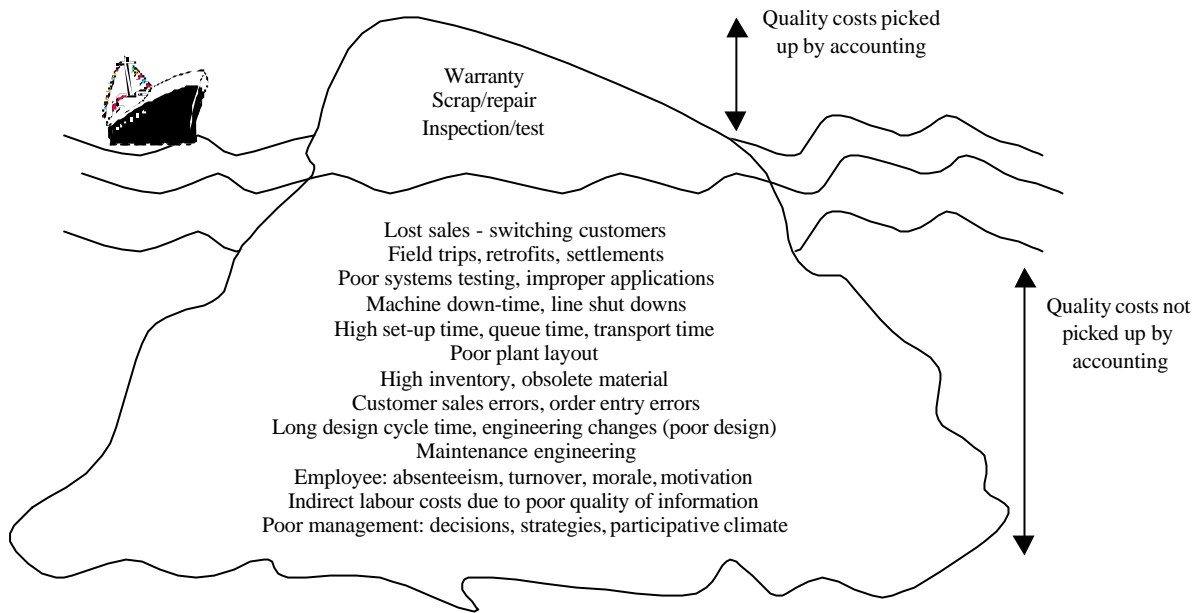 Quality costs picked
up by accounting
Warranty
Scrap/repair
Inspection/test
Lost sales - switching customers
Field trips, retrofits, settlements
Poor systems testing, improper applications
Machine down-time, line shut downs
High set-up time, queue time, transport time
Poor plant layout
High inventory, obsolete material
Customer sales errors, order entry errors
Long design cycle time, engineering changes (poor design)
Maintenance engineering
Employee: absenteeism, turnover, morale, motivation
Indirect labour costs due to poor quality of information
Poor management: decisions, strategies, participative climate
Quality costs not
picked up by
accounting